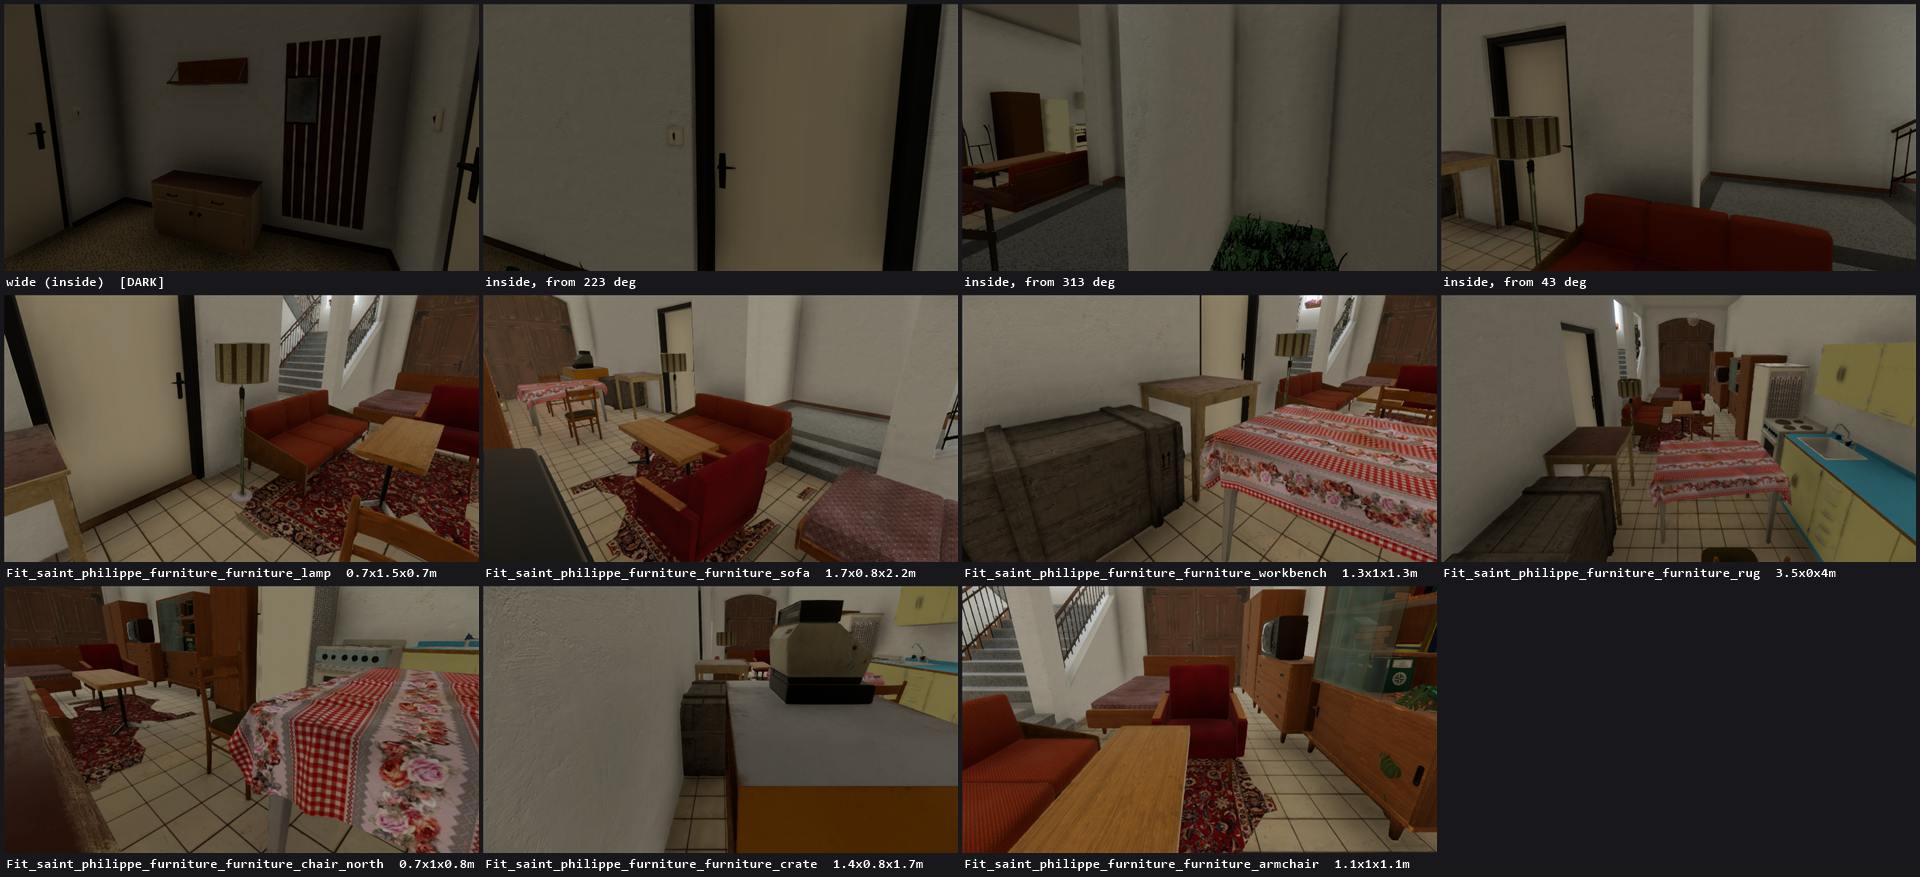 wide (inside)  [DARK]
inside, from 223 deg
inside, from 313 deg
inside, from 43 deg
Fit_saint_philippe_furniture_furniture_lamp  0.7x1.5x0.7m
Fit_saint_philippe_furniture_furniture_sofa  1.7x0.8x2.2m
Fit_saint_philippe_furniture_furniture_workbench  1.3x1x1.3m
Fit_saint_philippe_furniture_furniture_rug  3.5x0x4m
Fit_saint_philippe_furniture_furniture_chair_north  0.7x1x0.8m
Fit_saint_philippe_furniture_furniture_crate  1.4x0.8x1.7m
Fit_saint_philippe_furniture_furniture_armchair  1.1x1x1.1m